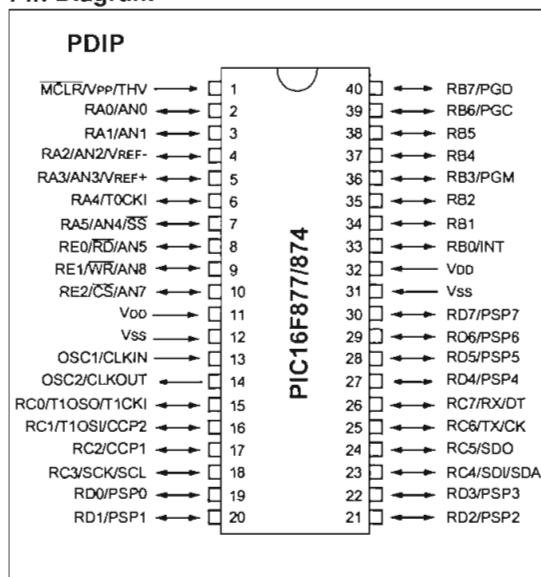 Pin Diagram
PDIP
MCLR/VPP/THV 1
RA0/AN0 2
RA1/AN1 3
RA2/AN2/VREF- 4
RA3/AN3/VREF+ 5
RA4/T0CKI 6
RA5/AN4/SS 7
RE0/RD/AN5 8
RE1/WR/AN8 9
RE2/CS/AN7 10
VDD 11
VSS 12
OSC1/CLKIN 13
OSC2/CLKOUT 14
RC0/T1OSO/T1CKI 15
RC1/T1OSI/CCP2 16
RC2/CCP1 17
RC3/SCK/SCL 18
RD0/PSP0 19
RD1/PSP1 20
PIC16F877/874
40 RB7/PGD
39 RB6/PGC
38 RB5
37 RB4
36 RB3/PGM
35 RB2
34 RB1
33 RB0/INT
32 VDD
31 VSS
30 RD7/PSP7
29 RD6/PSP6
28 RD5/PSP5
27 RD4/PSP4
26 RC7/RX/DT
25 RC6/TX/CK
24 RC5/SDO
23 RC4/SDI/SDA
22 RD3/PSP3
21 RD2/PSP2